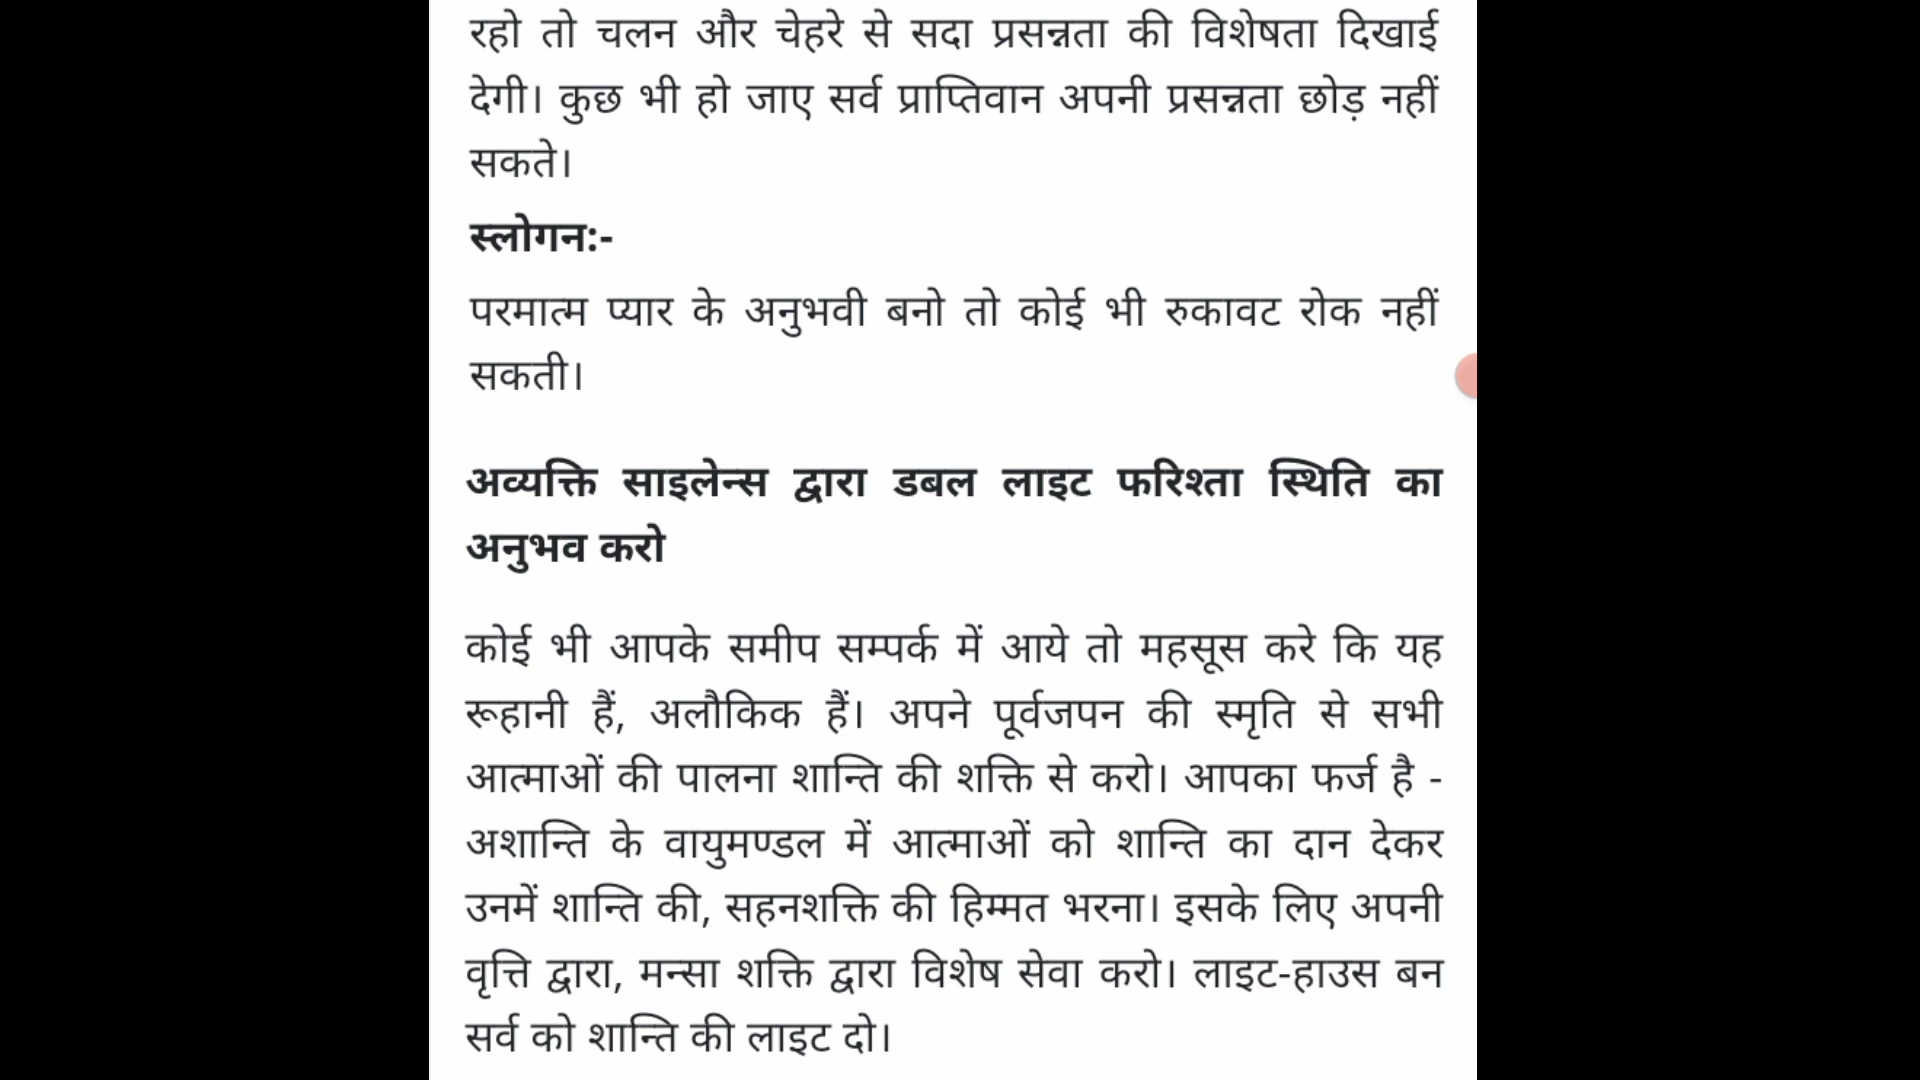 रहो तो चलन और चेहरे से सदा प्रसन्नता की विशेषता दिखाई
देगी। कुछ भी हो जाए सर्व प्राप्तिवान अपनी प्रसन्नता छोड़ नहीं
सकते।
स्लोगन:-
परमात्म प्यार के अनुभवी बनो तो कोई भी रुकावट रोक नहीं
सकती।
अव्यक्ति साइलेन्स द्वारा डबल लाइट फरिश्ता स्थिति का
अनुभव करो
कोई भी आपके समीप सम्पर्क में आये तो महसूस करे कि यह
रूहानी हैं, अलौकिक हैं। अपने पूर्वजपन की स्मृति से सभी
आत्माओं की पालना शान्ति की शक्ति से करो। आपका फर्ज है -
अशान्ति के वायुमण्डल में आत्माओं को शान्ति का दान देकर
उनमें शान्ति की, सहनशक्ति की हिम्मत भरना। इसके लिए अपनी
वृत्ति द्वारा, मन्सा शक्ति द्वारा विशेष सेवा करो। लाइट-हाउस बन
सर्व को शान्ति की लाइट दो।